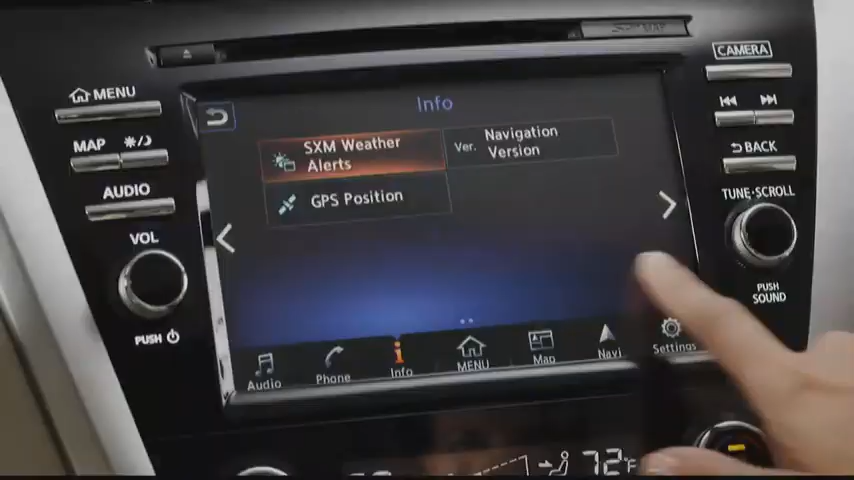 CAMERA
MENU
MAP
AUDIO
VOL
PUSH
BACK
TUNE·SCROLL
PUSH
SOUND
Info
SXM Weather
Alerts
Ver.
Navigation
Version
GPS Position
Audio
Phone
Info
MENU
Map
Navi
Settings
72°F